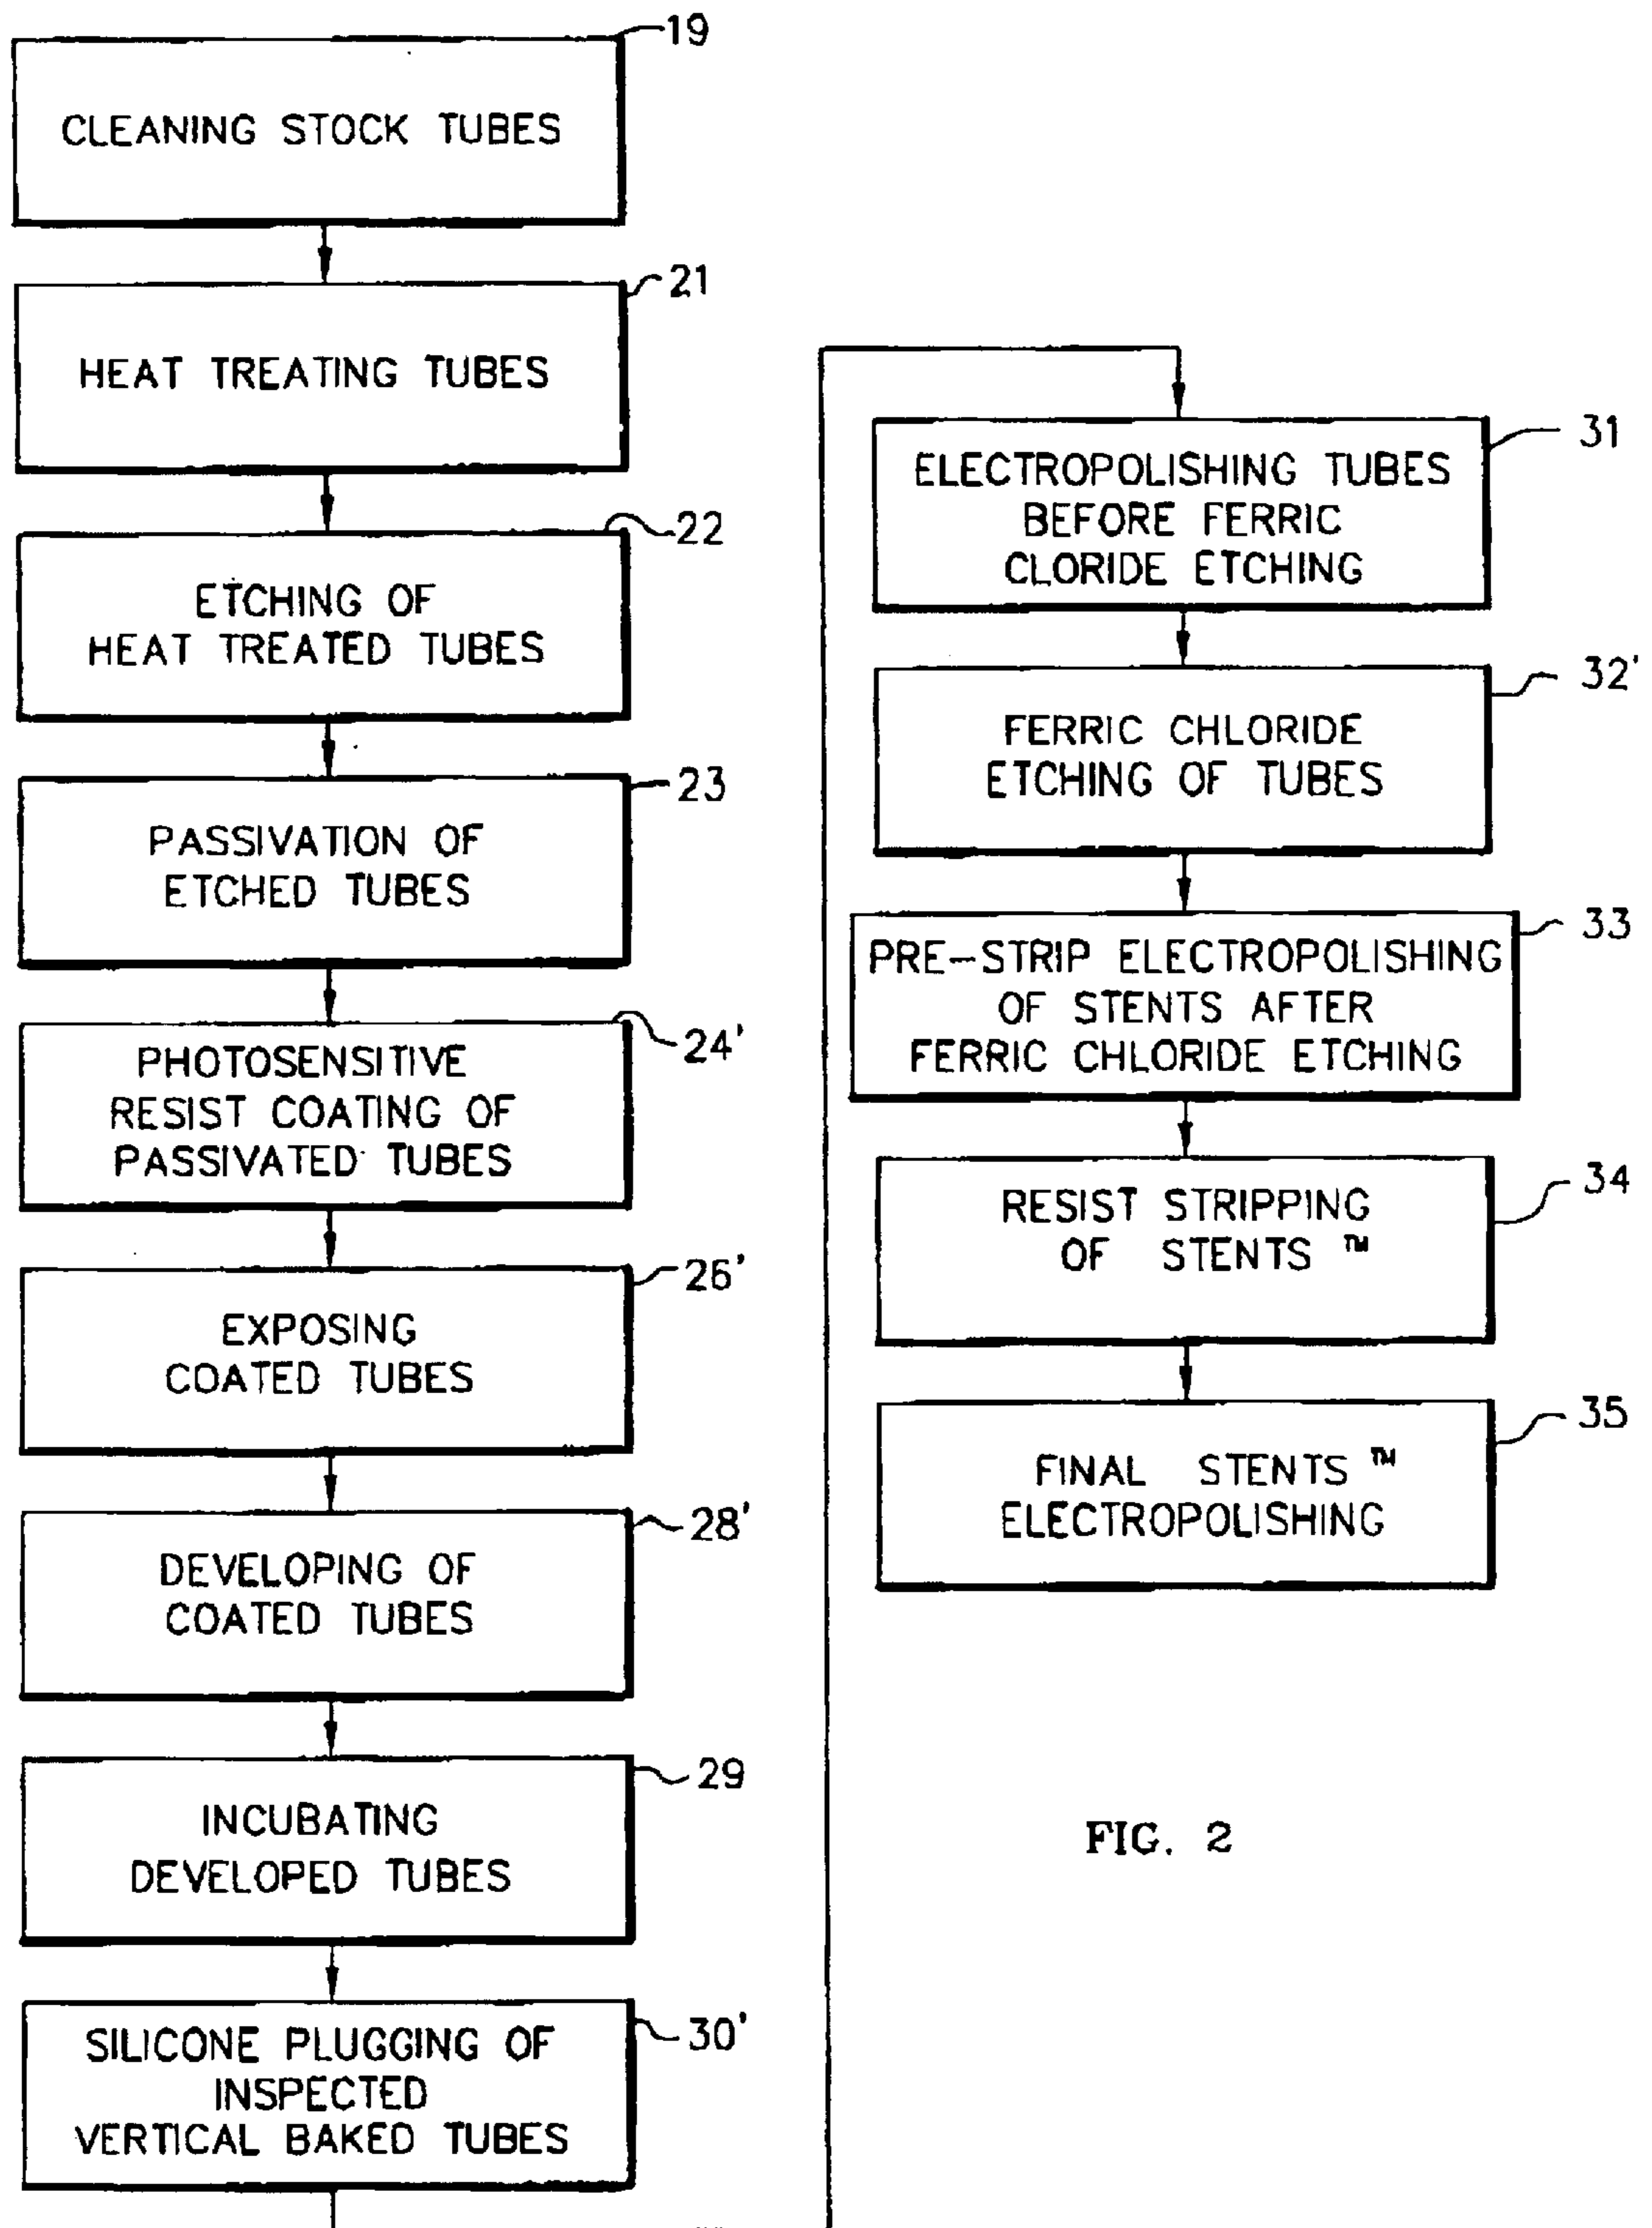 19
CLEANING STOCK TUBES
21
HEAT TREATING TUBES
22
ETCHING OF
HEAT TREATED TUBES
23
PASSIVATION OF
ETCHED TUBES
24'
PHOTOSENSITIVE
RESIST COATING OF
PASSIVATED TUBES
26'
EXPOSING
COATED TUBES
28'
DEVELOPING OF
COATED TUBES
29
INCUBATING
DEVELOPED TUBES
30'
SILICONE PLUGGING OF
INSPECTED
VERTICAL BAKED TUBES
31
ELECTROPOLISHING TUBES
BEFORE FERRIC
CLORIDE ETCHING
32'
FERRIC CHLORIDE
ETCHING OF TUBES
33
PRE-STRIP ELECTROPOLISHING
OF STENTS AFTER
FERRIC CHLORIDE ETCHING
34
RESIST STRIPPING
OF STENTS ™
35
FINAL STENTS ™
ELECTROPOLISHING
FIG. 2